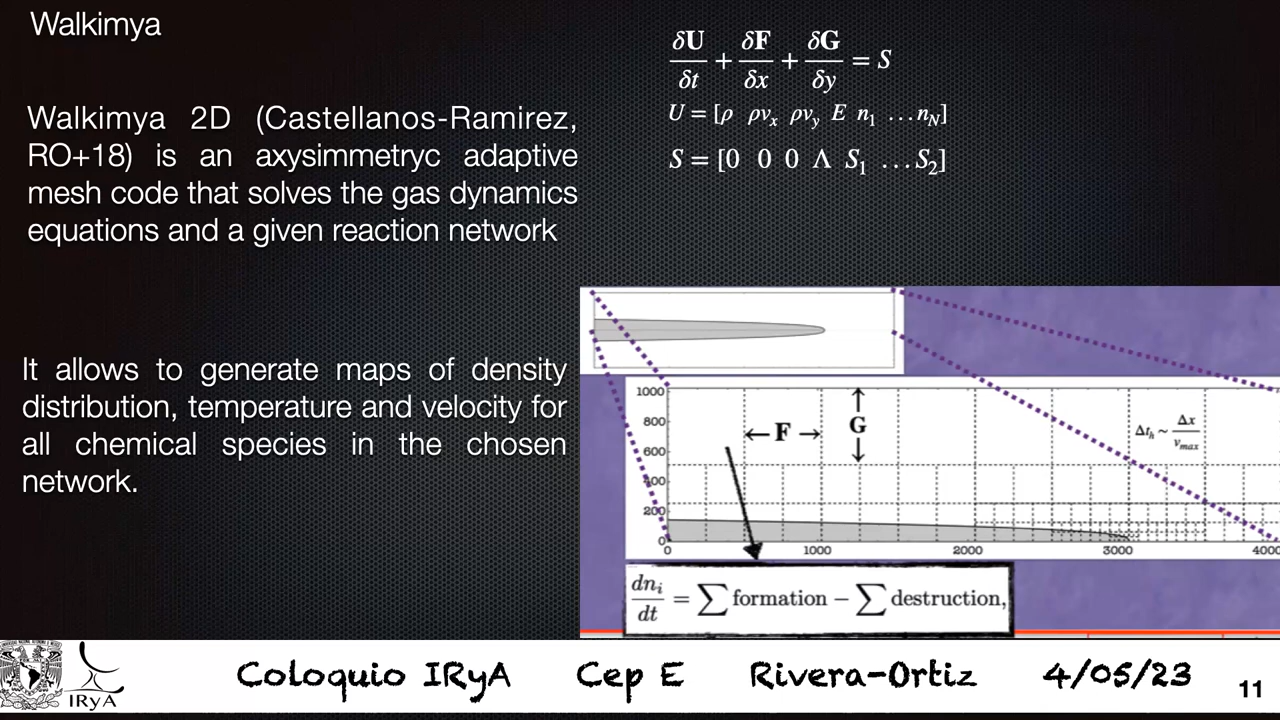 Walkimya
Walkimya 2D (Castellanos-Ramirez,
RO+18) is an axysimmetryc adaptive
mesh code that solves the gas dynamics
equations and a given reaction network
It allows to generate maps of density
distribution, temperature and velocity for
all chemical species in the chosen
network.
δU/δt + δF/δx + δG/δy = S
U = [ρ ρvₓ ρv_y E n₁ …n_N]
S = [0 0 0 Λ S₁ …S₂]
1000
800
600
400
200
0
F
G
Δt_h ~ Δx/v_max
0 1000 2000 3000 4000
dn_i/dt = ∑ formation − ∑ destruction,
IRyA
Coloquio IRyA Cep E Rivera-Ortiz 4/05/23 11